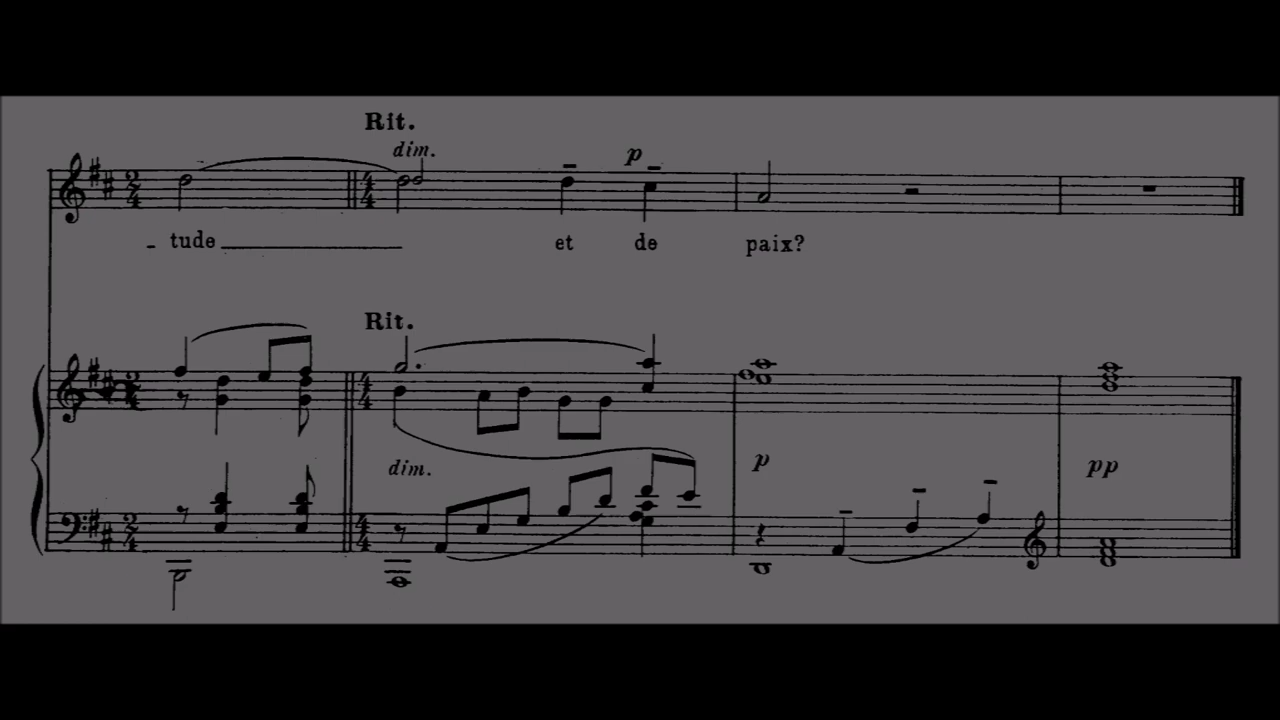 Rit.
dim.
p
- tude et de paix?
Rit.
dim.
p
pp